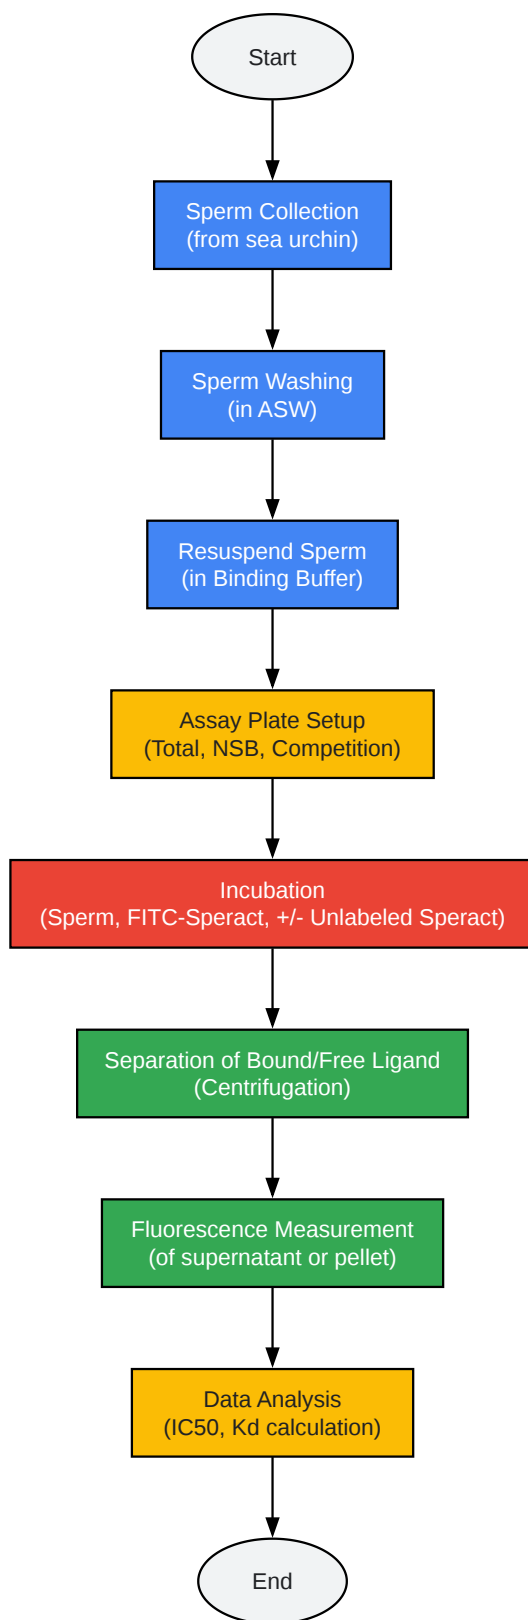 Start
Sperm Collection
(from sea urchin)
Sperm Washing
(in ASW)
Resuspend Sperm
(in Binding Buffer)
Assay Plate Setup
(Total, NSB, Competition)
Incubation
(Sperm, FITC-Speract, +/- Unlabeled Speract)
Separation of Bound/Free Ligand
(Centrifugation)
Fluorescence Measurement
(of supernatant or pellet)
Data Analysis
(IC50, Kd calculation)
End